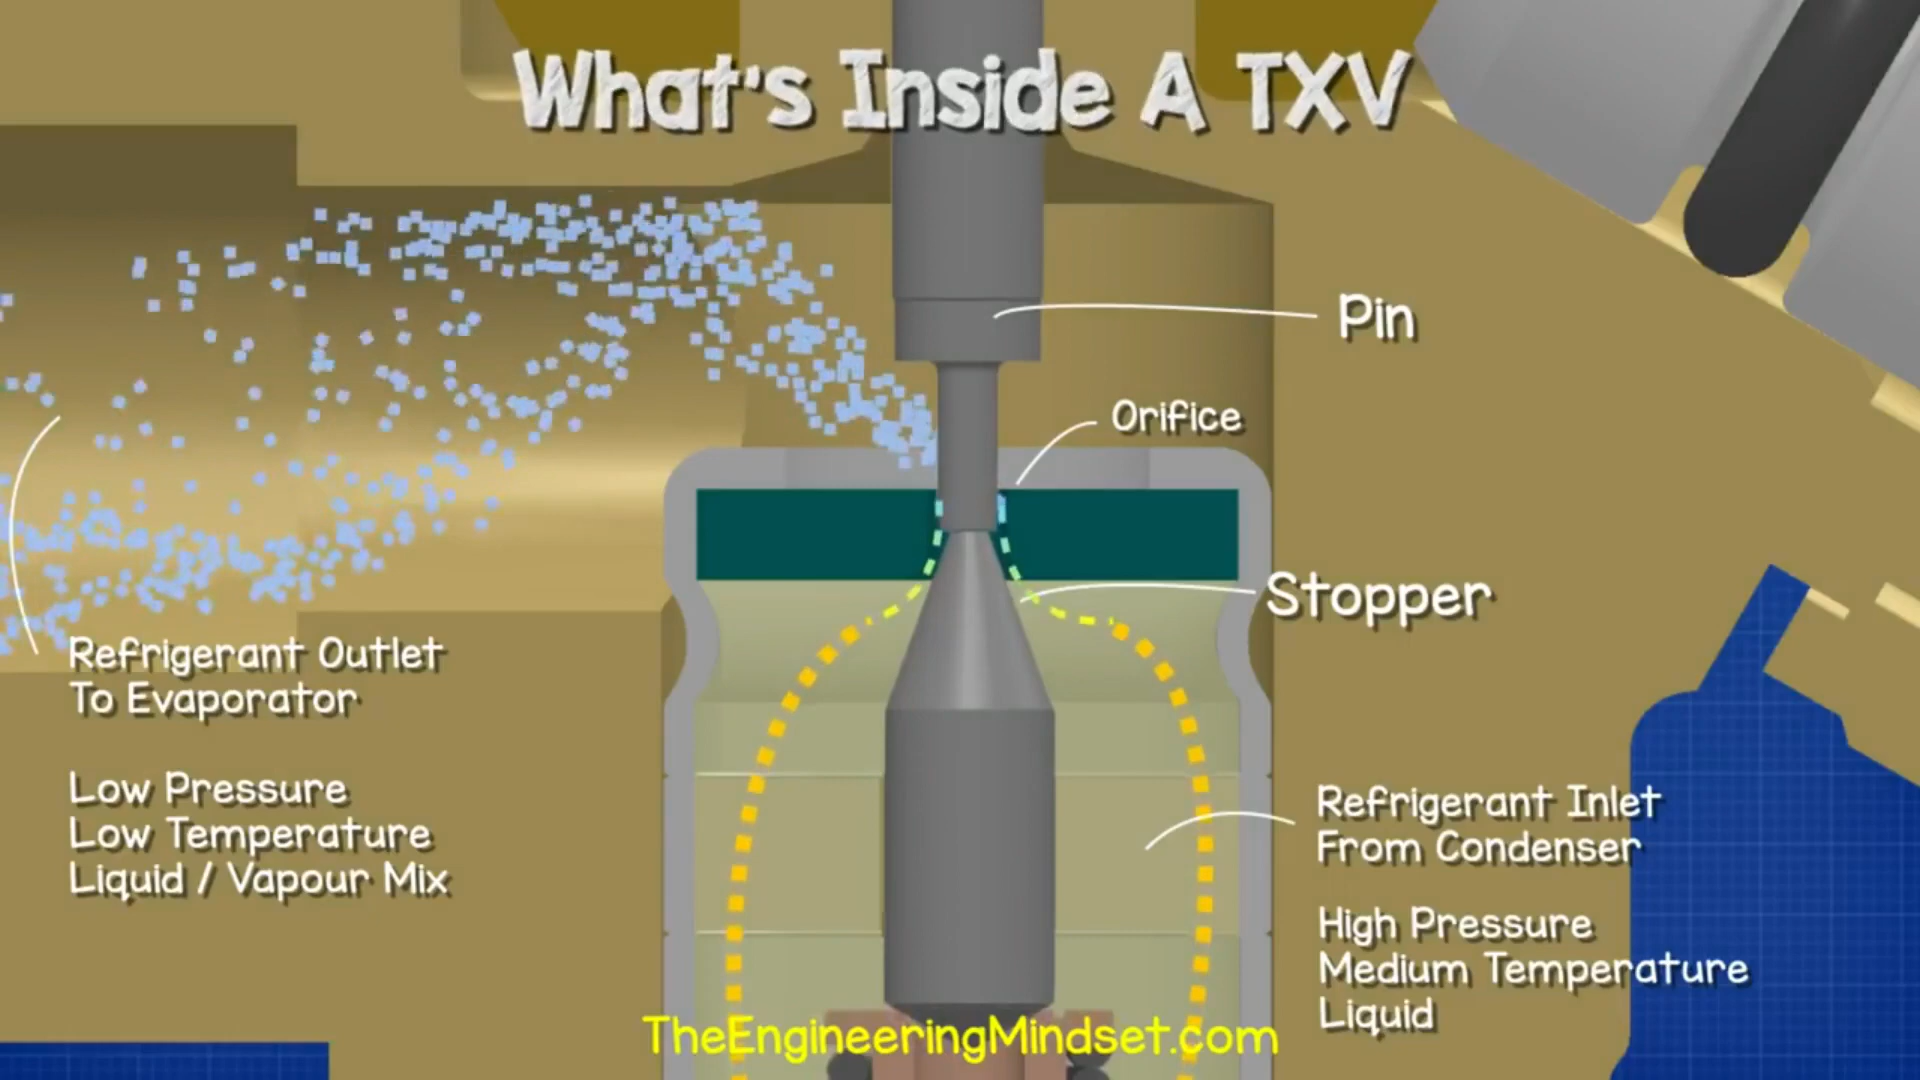 What's Inside A TXV
Pin
Orifice
Stopper
Refrigerant Outlet
To Evaporator
Low Pressure
Low Temperature
Liquid / Vapour Mix
Refrigerant Inlet
From Condenser
High Pressure
Medium Temperature
Liquid
TheEngineeringMindset.com